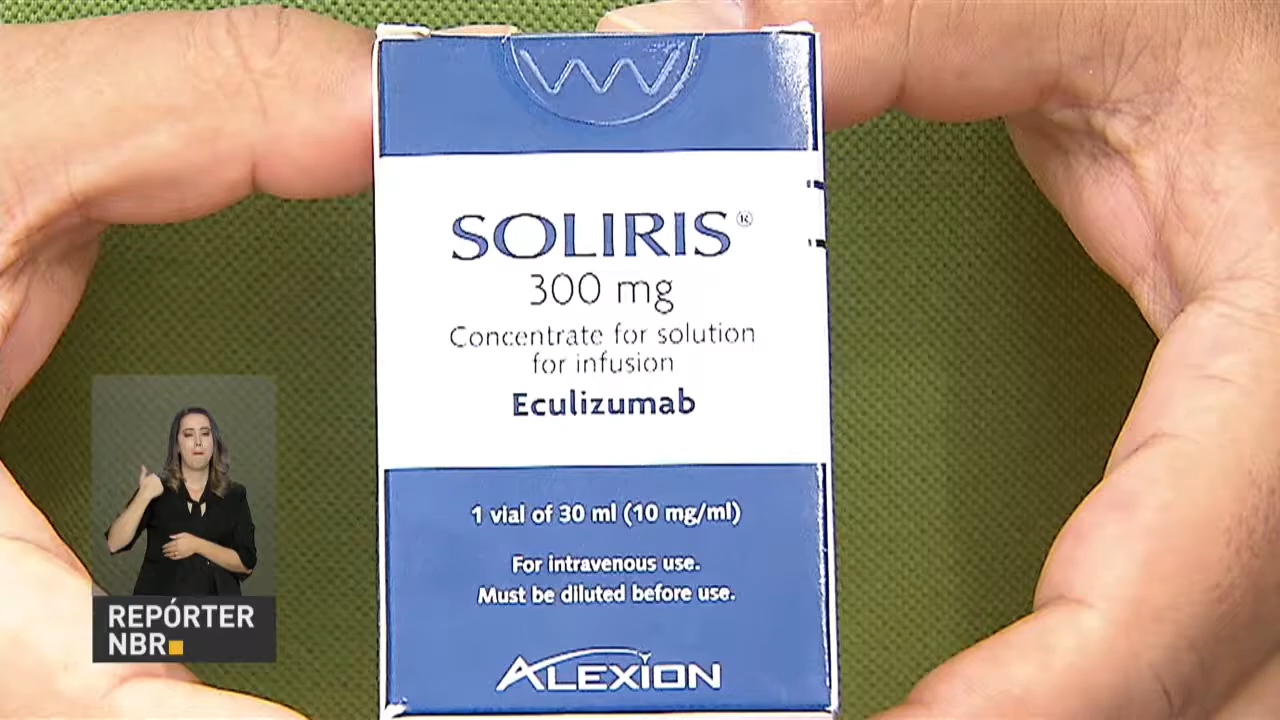 SOLIRIS®
300 mg
Concentrate for solution
for infusion
Eculizumab
1 vial of 30 ml (10 mg/ml)
For intravenous use.
Must be diluted before use.
ALEXION
REPÓRTER
NBR